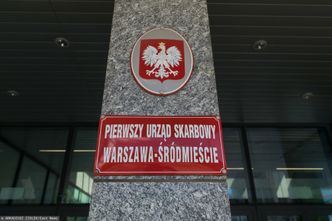 PIERWSZY URZĄD SKARBOWY
WARSZAWA-ŚRÓDMIEŚCIE